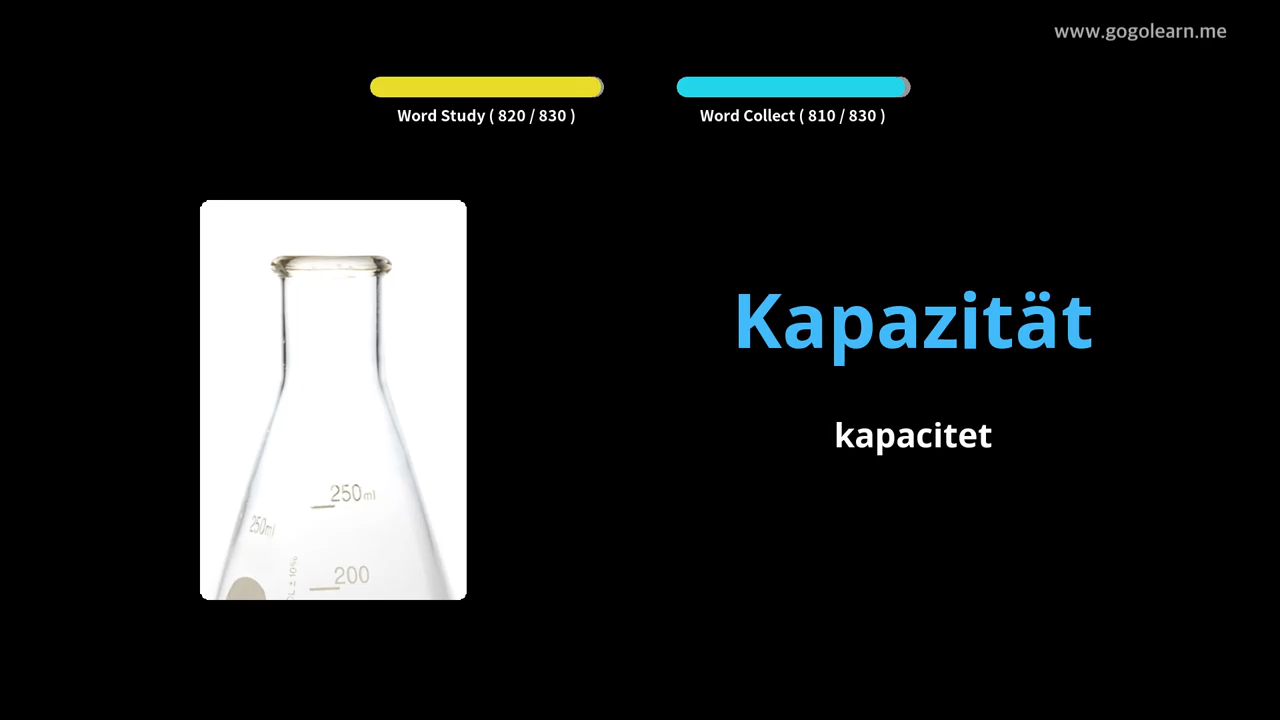 www.gogolearn.me
Word Study ( 820 / 830 )
Word Collect ( 810 / 830 )
Kapazität
kapacitet
250ml
250ml
200